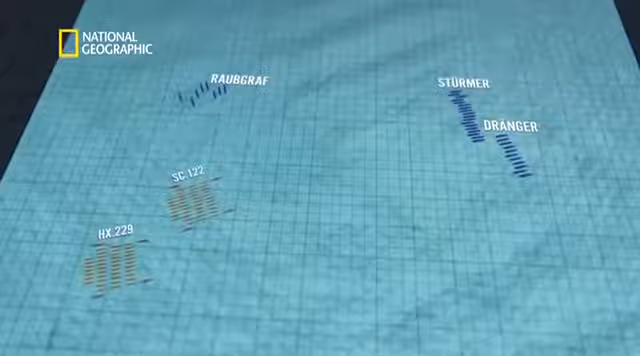 NATIONAL
GEOGRAPHIC
RAUBGRAF
STÜRMER
DRÄNGER
SC.122
HX.229